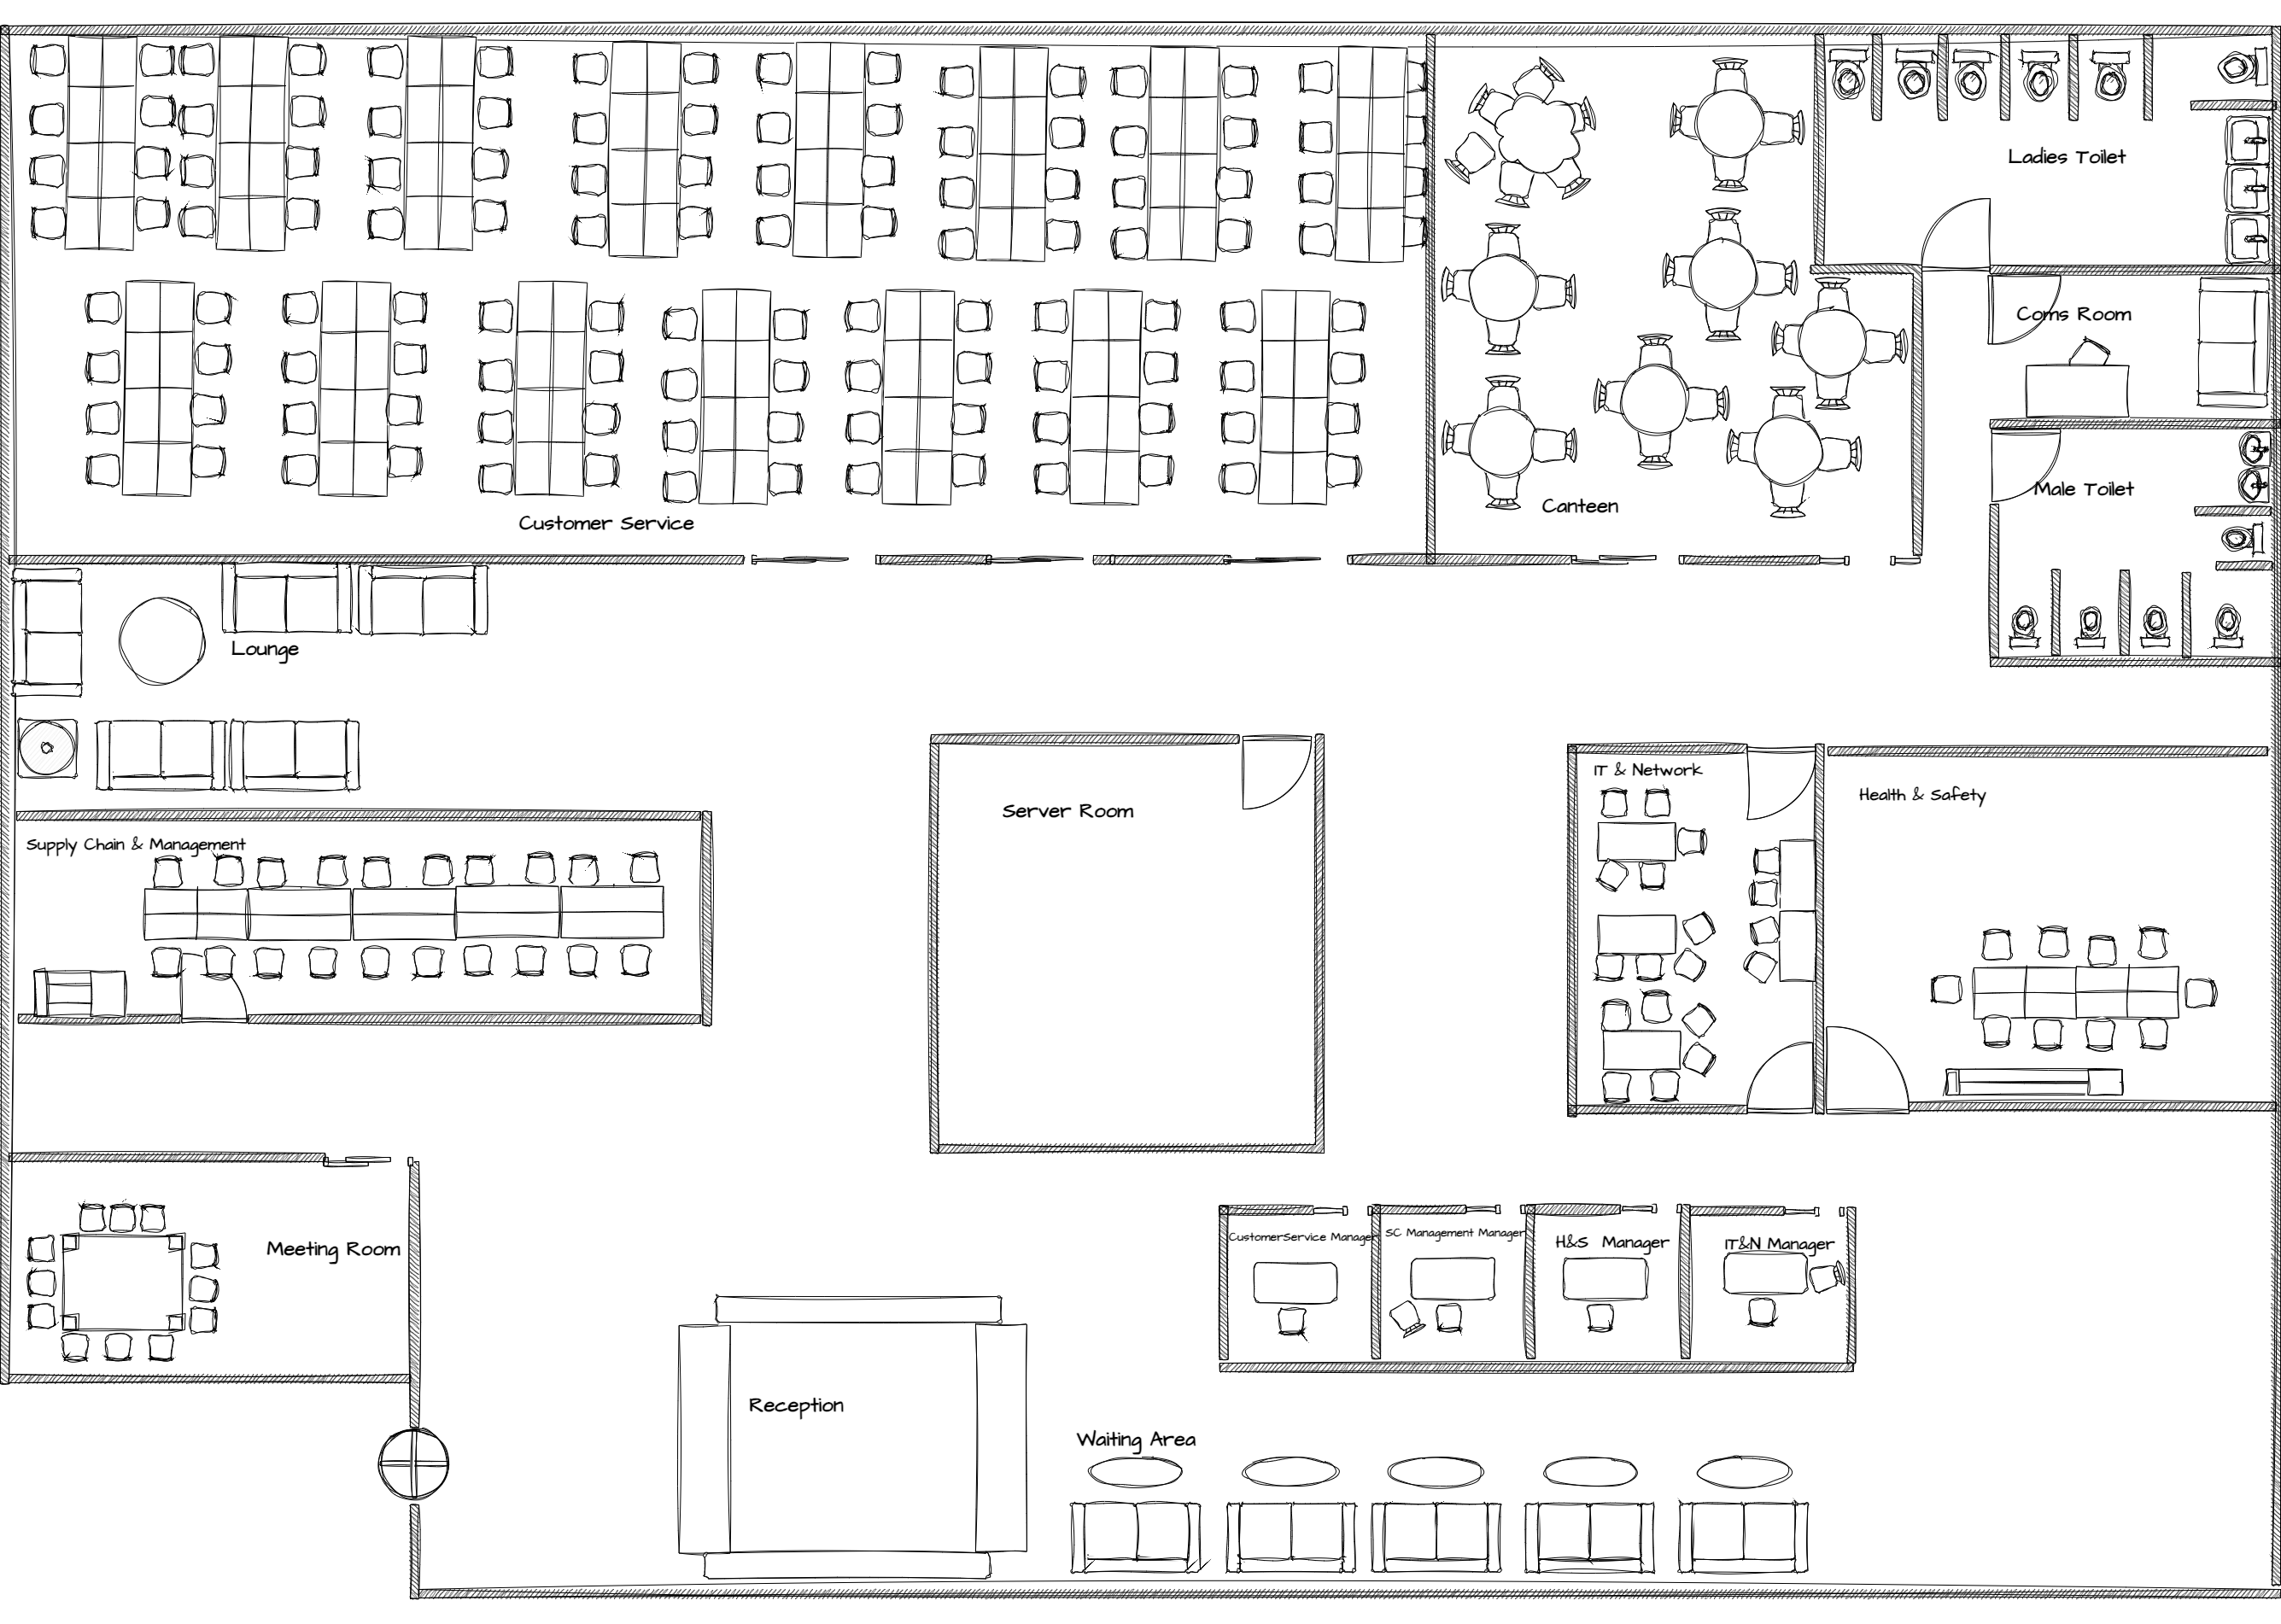 Ladies Toilet
Coms Room
Male Toilet
Canteen
Customer Service
Lounge
IT & Network
Health & Safety
Server Room
Supply Chain & Management
CustomerService Manager
SC Management Manager
H&S Manager
IT&N Manager
Meeting Room
Reception
Waiting Area